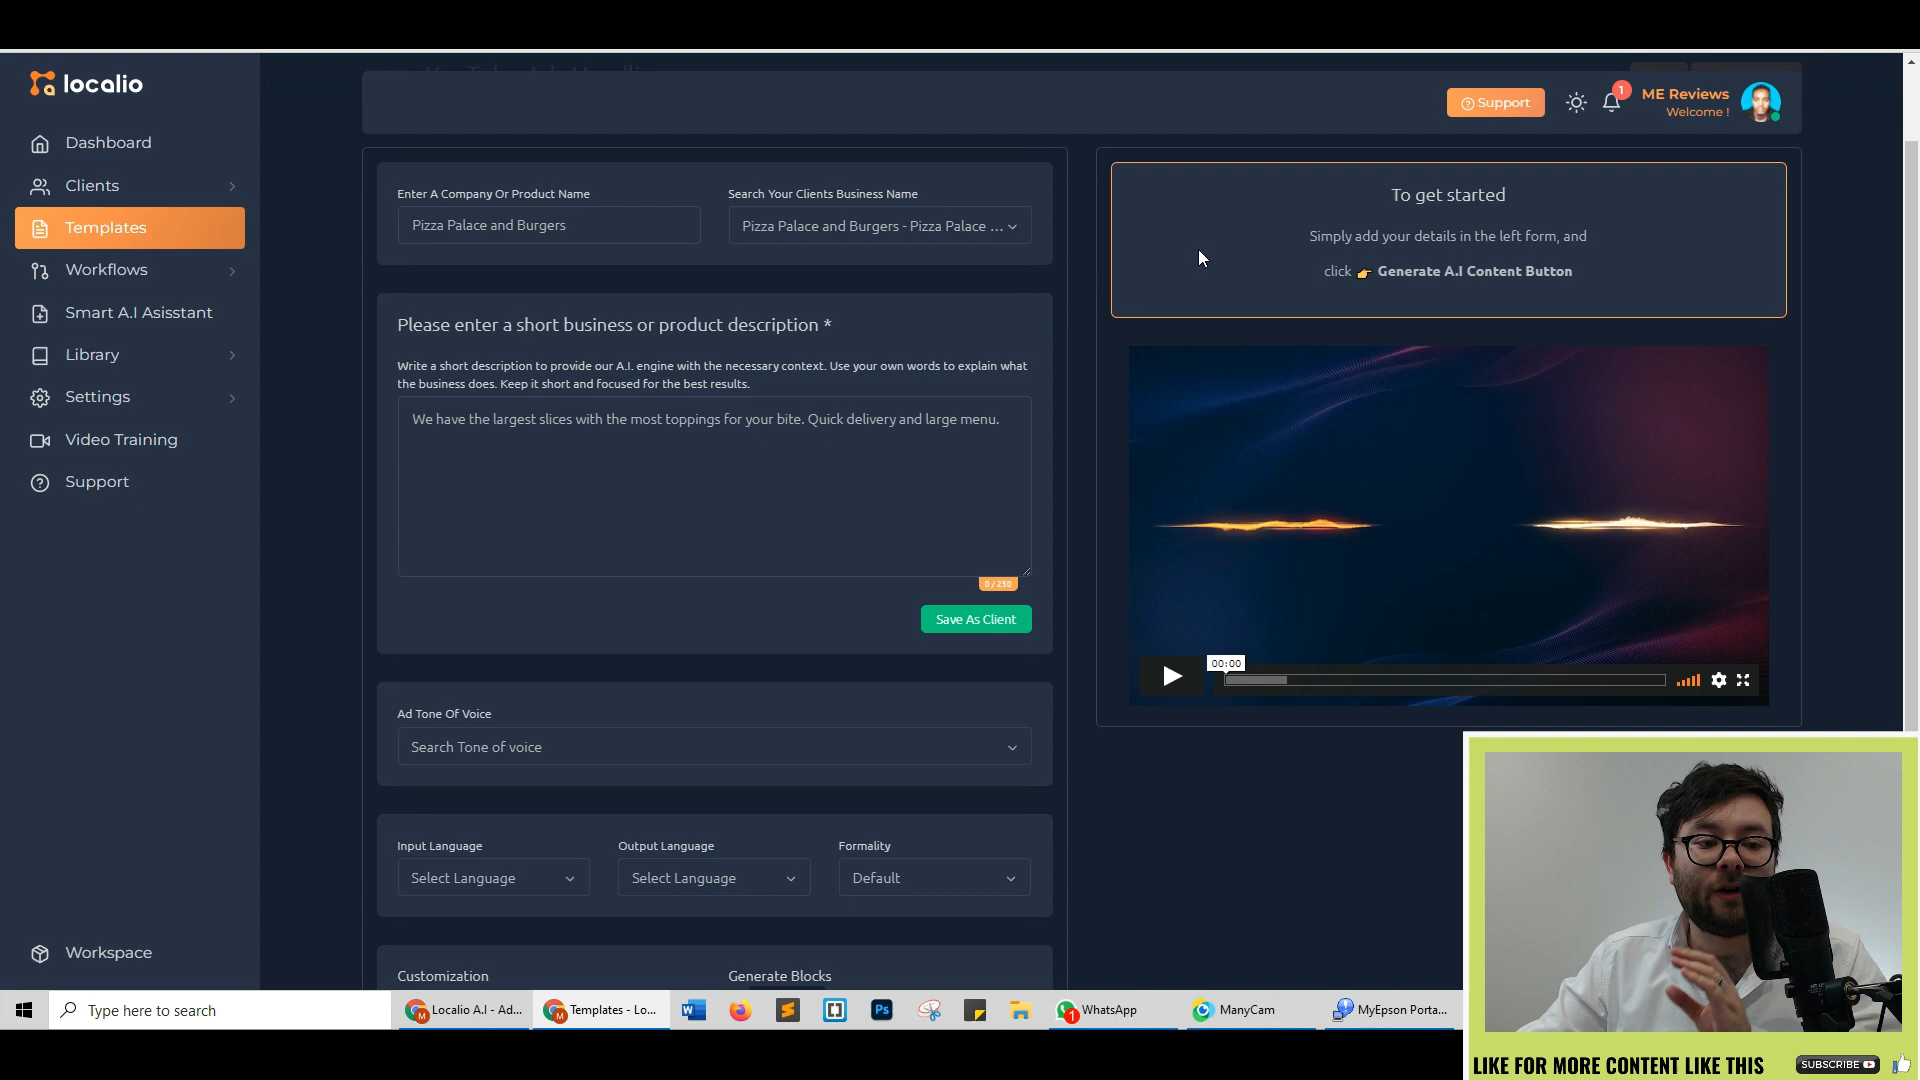 localio
Support
1
ME Reviews
Welcome !
Dashboard
Clients
Templates
Workflows
Smart A.I Asisstant
Library
Settings
Video Training
Support
Workspace
Enter A Company Or Product Name
Pizza Palace and Burgers
Search Your Clients Business Name
Pizza Palace and Burgers - Pizza Palace ...
Please enter a short business or product description *
Write a short description to provide our A.I. engine with the necessary context. Use your own words to explain what
the business does. Keep it short and focused for the best results.
We have the largest slices with the most toppings for your bite. Quick delivery and large menu.
0 / 250
Save As Client
Ad Tone Of Voice
Search Tone of voice
Input Language
Select Language
Output Language
Select Language
Formality
Default
Customization
Generate Blocks
To get started
Simply add your details in the left form, and
click 👉 Generate A.I Content Button
00:00
Type here to search
Localio A.I - Ad...
Templates - Lo...
WhatsApp
1
ManyCam
MyEpson Porta...
LIKE FOR MORE CONTENT LIKE THIS
SUBSCRIBE